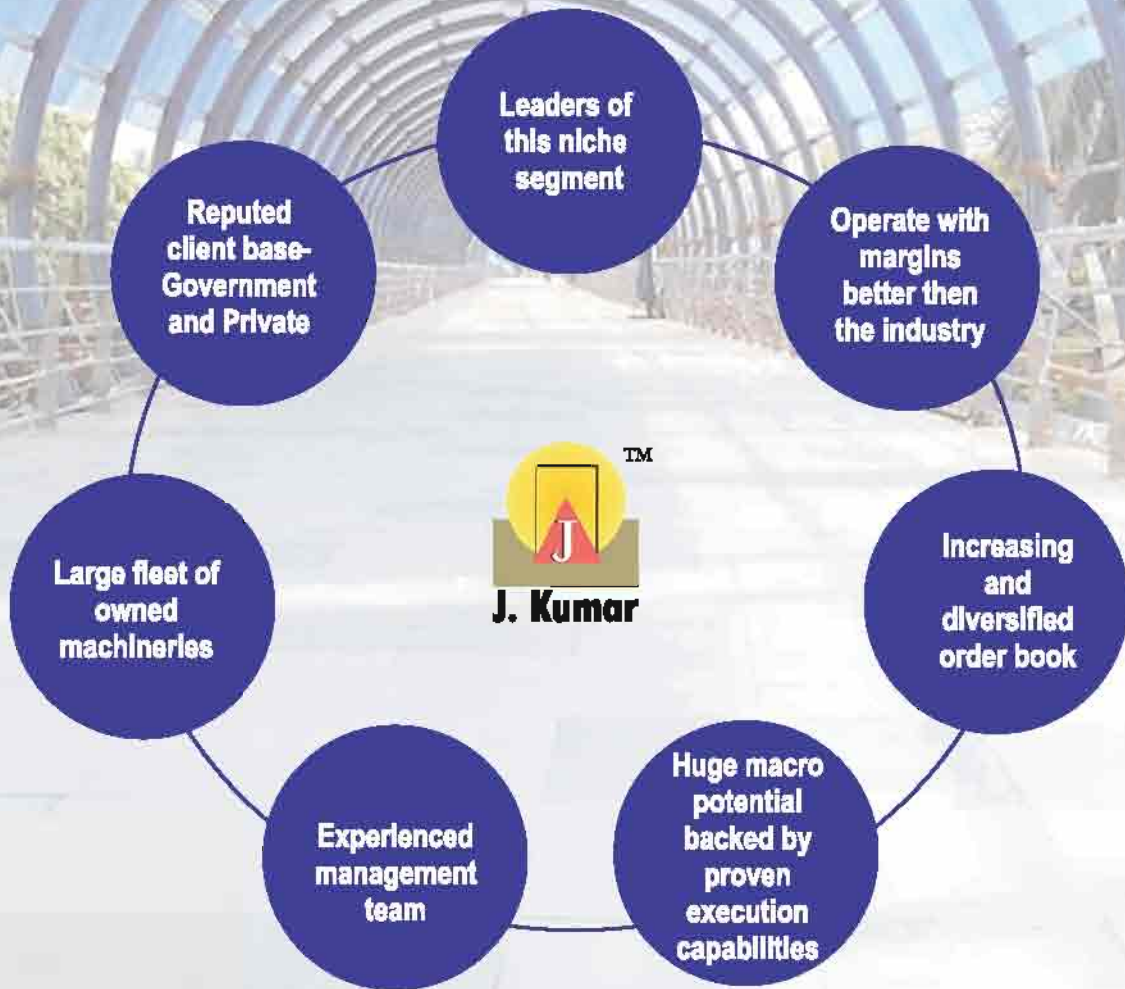 Leaders of
this niche
segment
Operate with
margins
better then
the industry
Increasing
and
diversified
order book
Huge macro
potential
backed by
proven
execution
capabilities
Experienced
management
team
Large fleet of
owned
machineries
Reputed
client base-
Government
and Private
TM
J
J. Kumar